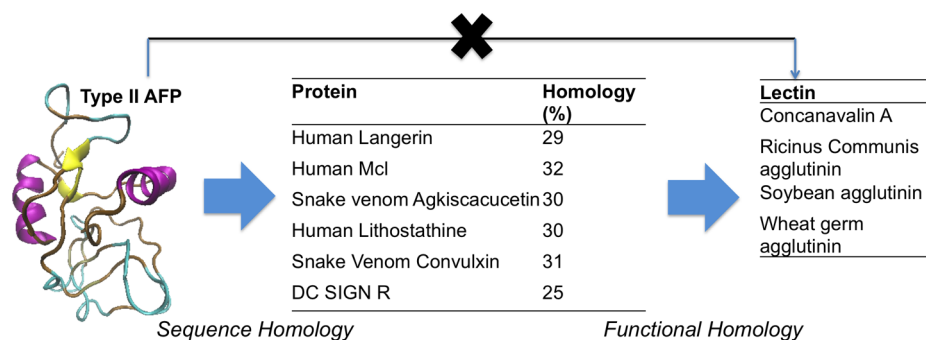 Type II AFP
Protein Homology (%)
Human Langerin 29
Human Mcl 32
Snake venom Agkiscacucetin 30
Human Lithostathine 30
Snake Venom Convulxin 31
DC SIGN R 25
Lectin
Concanavalin A
Ricinus Communis
agglutinin
Soybean agglutinin
Wheat germ
agglutinin
Sequence Homology
Functional Homology